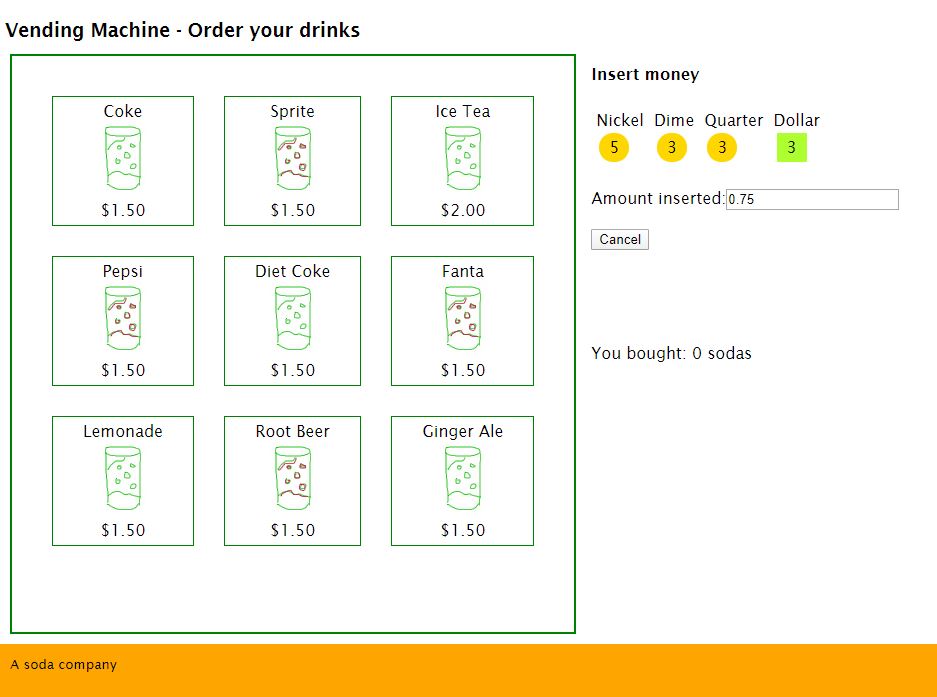 Vending Machine - Order your drinks
Coke Sprite Ice Tea
$1.50 $1.50 $2.00
Pepsi Diet Coke Fanta
$1.50 $1.50 $1.50
Lemonade Root Beer Ginger Ale
$1.50 $1.50 $1.50
Insert money
Nickel Dime Quarter Dollar
5 3 3 3
Amount inserted: 0.75
Cancel
You bought: 0 sodas
A soda company